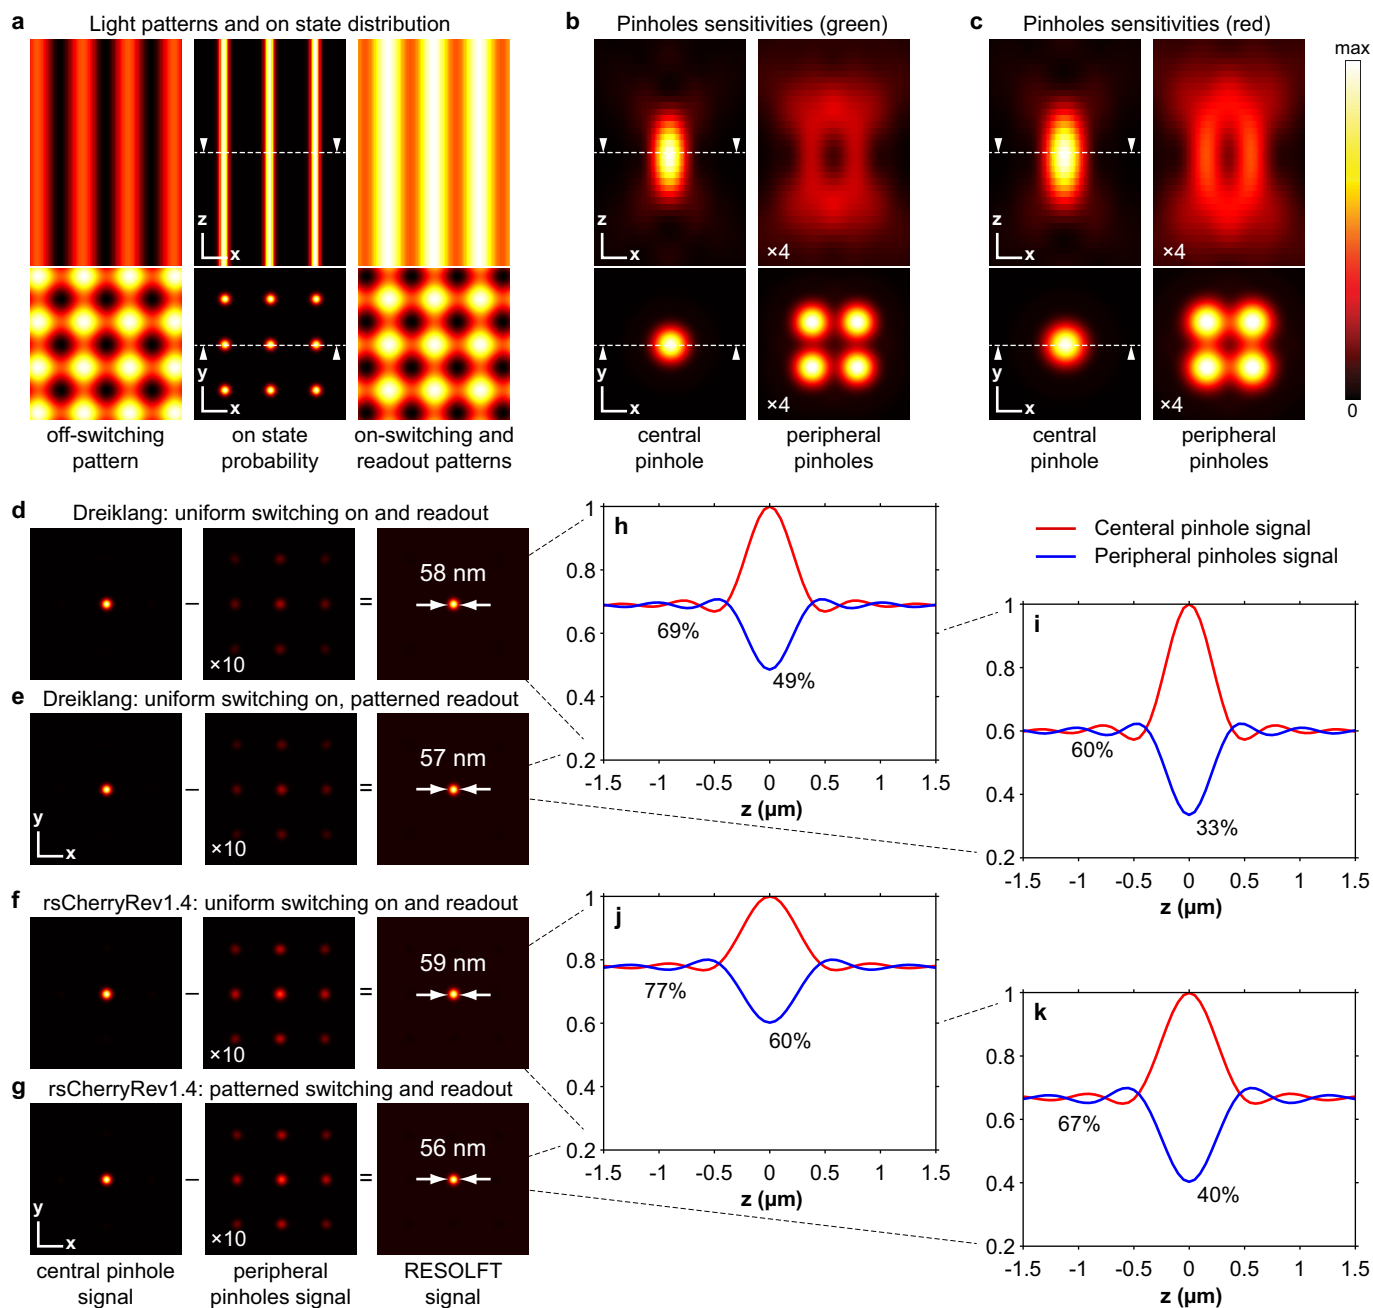 a Light patterns and on state distribution
z
x
y
x
off-switching pattern
on state probability
on-switching and readout patterns
b Pinholes sensitivities (green)
z
x
×4
y
x
×4
central pinhole
peripheral pinholes
c Pinholes sensitivities (red)
z
x
×4
y
x
×4
central pinhole
peripheral pinholes
max
0
d Dreiklang: uniform switching on and readout
×10
58 nm
–
=
e Dreiklang: uniform switching on, patterned readout
y
x
–
×10
=
57 nm
f rsCherryRev1.4: uniform switching on and readout
–
×10
=
59 nm
g rsCherryRev1.4: patterned switching and readout
y
x
–
×10
=
56 nm
central pinhole signal
peripheral pinholes signal
RESOLFT signal
h
1
0.8
0.6
0.4
0.2
69%
49%
-1.5 -1 -0.5 0 0.5 1 1.5
z (µm)
Centeral pinhole signal
Peripheral pinholes signal
i
1
0.8
0.6
0.4
0.2
60%
33%
-1.5 -1 -0.5 0 0.5 1 1.5
z (µm)
j
1
0.8
0.6
0.4
0.2
77%
60%
-1.5 -1 -0.5 0 0.5 1 1.5
z (µm)
k
1
0.8
0.6
0.4
0.2
67%
40%
-1.5 -1 -0.5 0 0.5 1 1.5
z (µm)